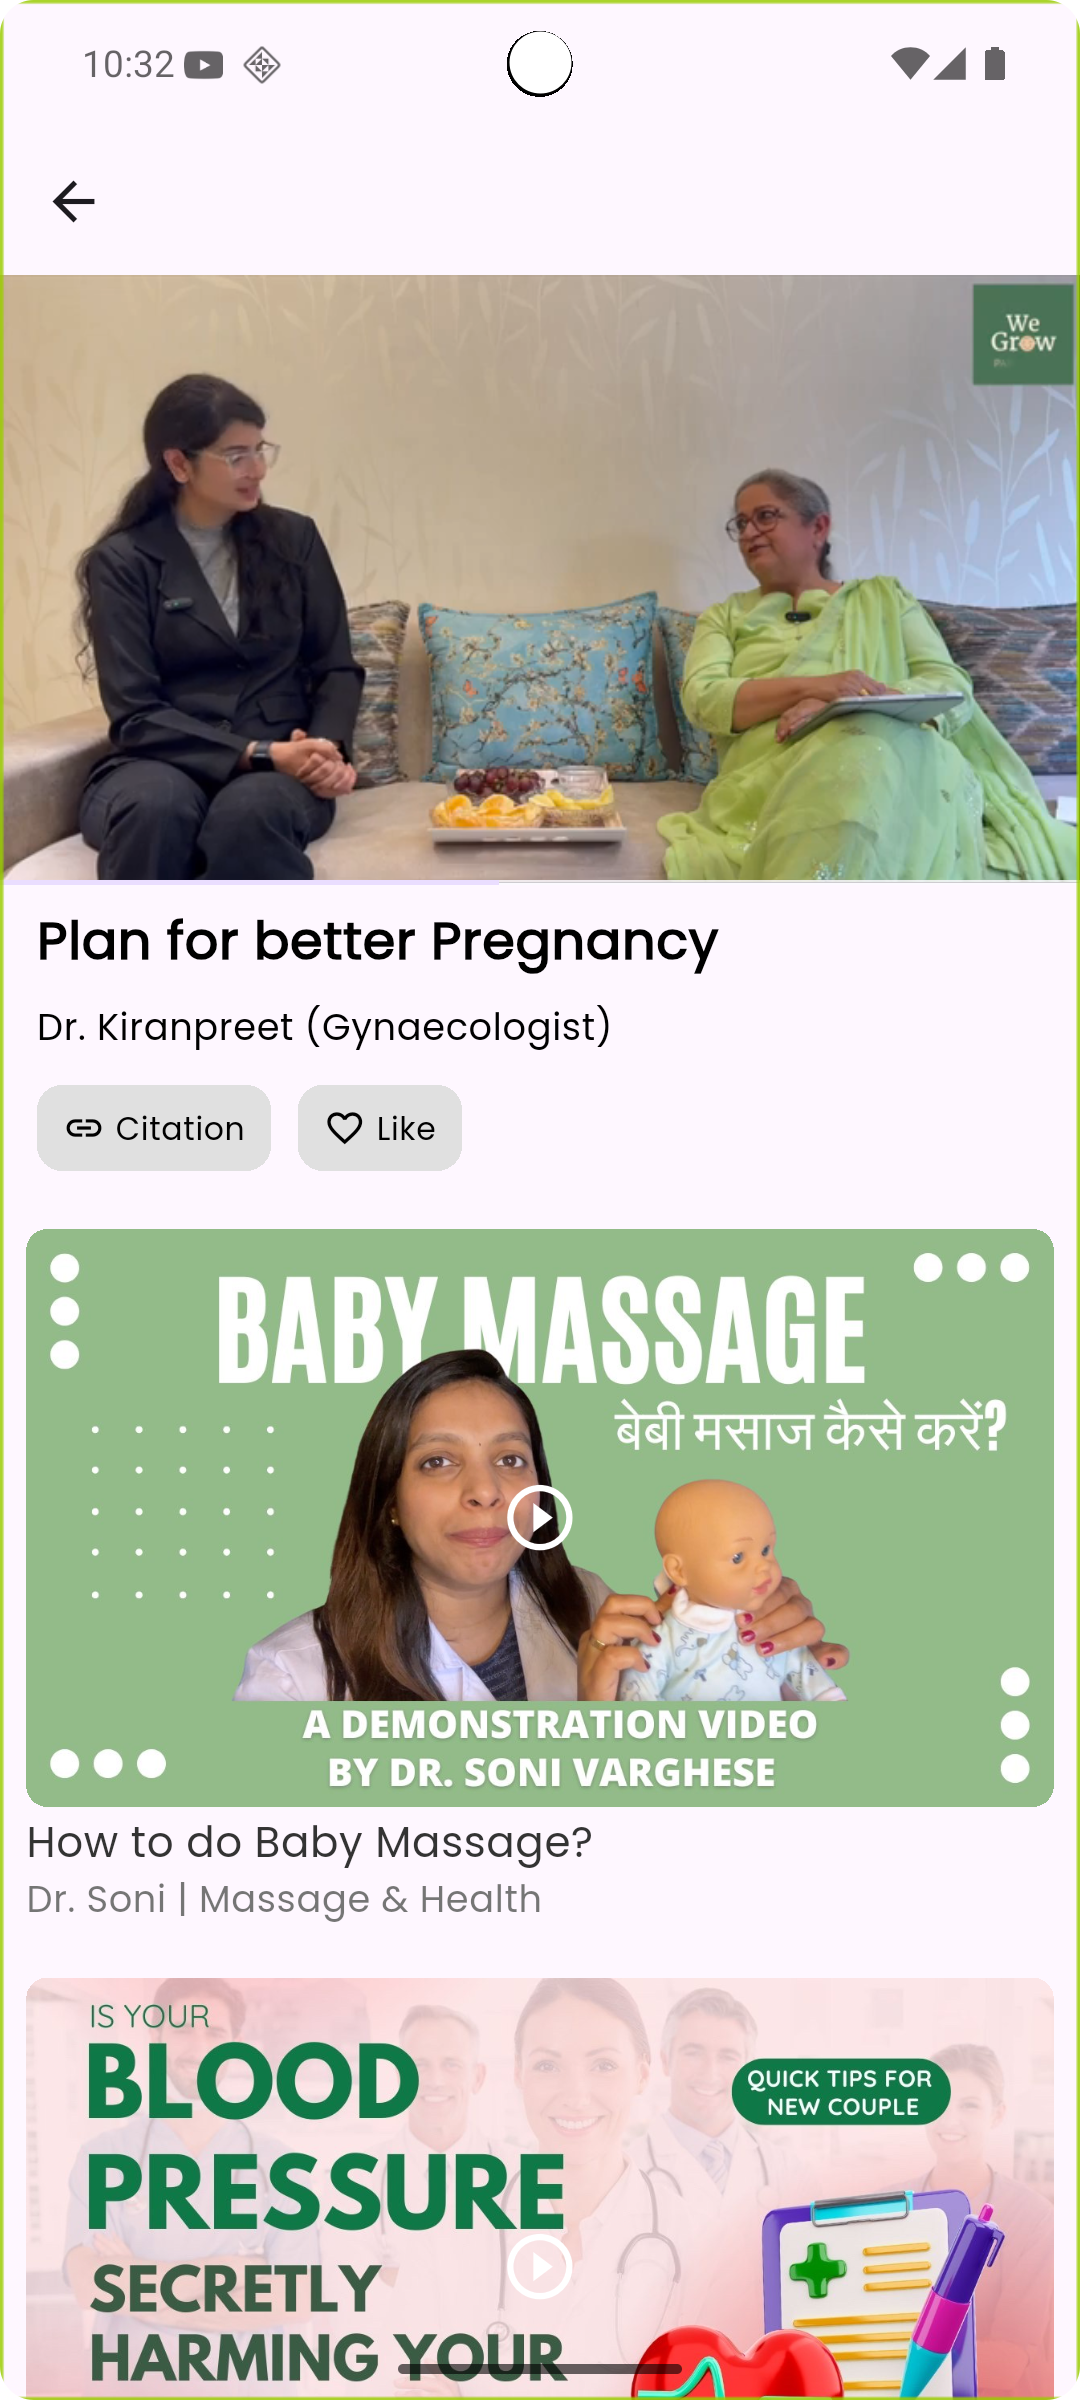 10:32
We
Grow
Plan for better Pregnancy
Dr. Kiranpreet (Gynaecologist)
Citation
Like
BABY MASSAGE
बेबी मसाज कैसे करें?
A DEMONSTRATION VIDEO
BY DR. SONI VARGHESE
How to do Baby Massage?
Dr. Soni | Massage & Health
IS YOUR
BLOOD
PRESSURE
SECRETLY
HARMING YOUR
QUICK TIPS FOR
NEW COUPLE